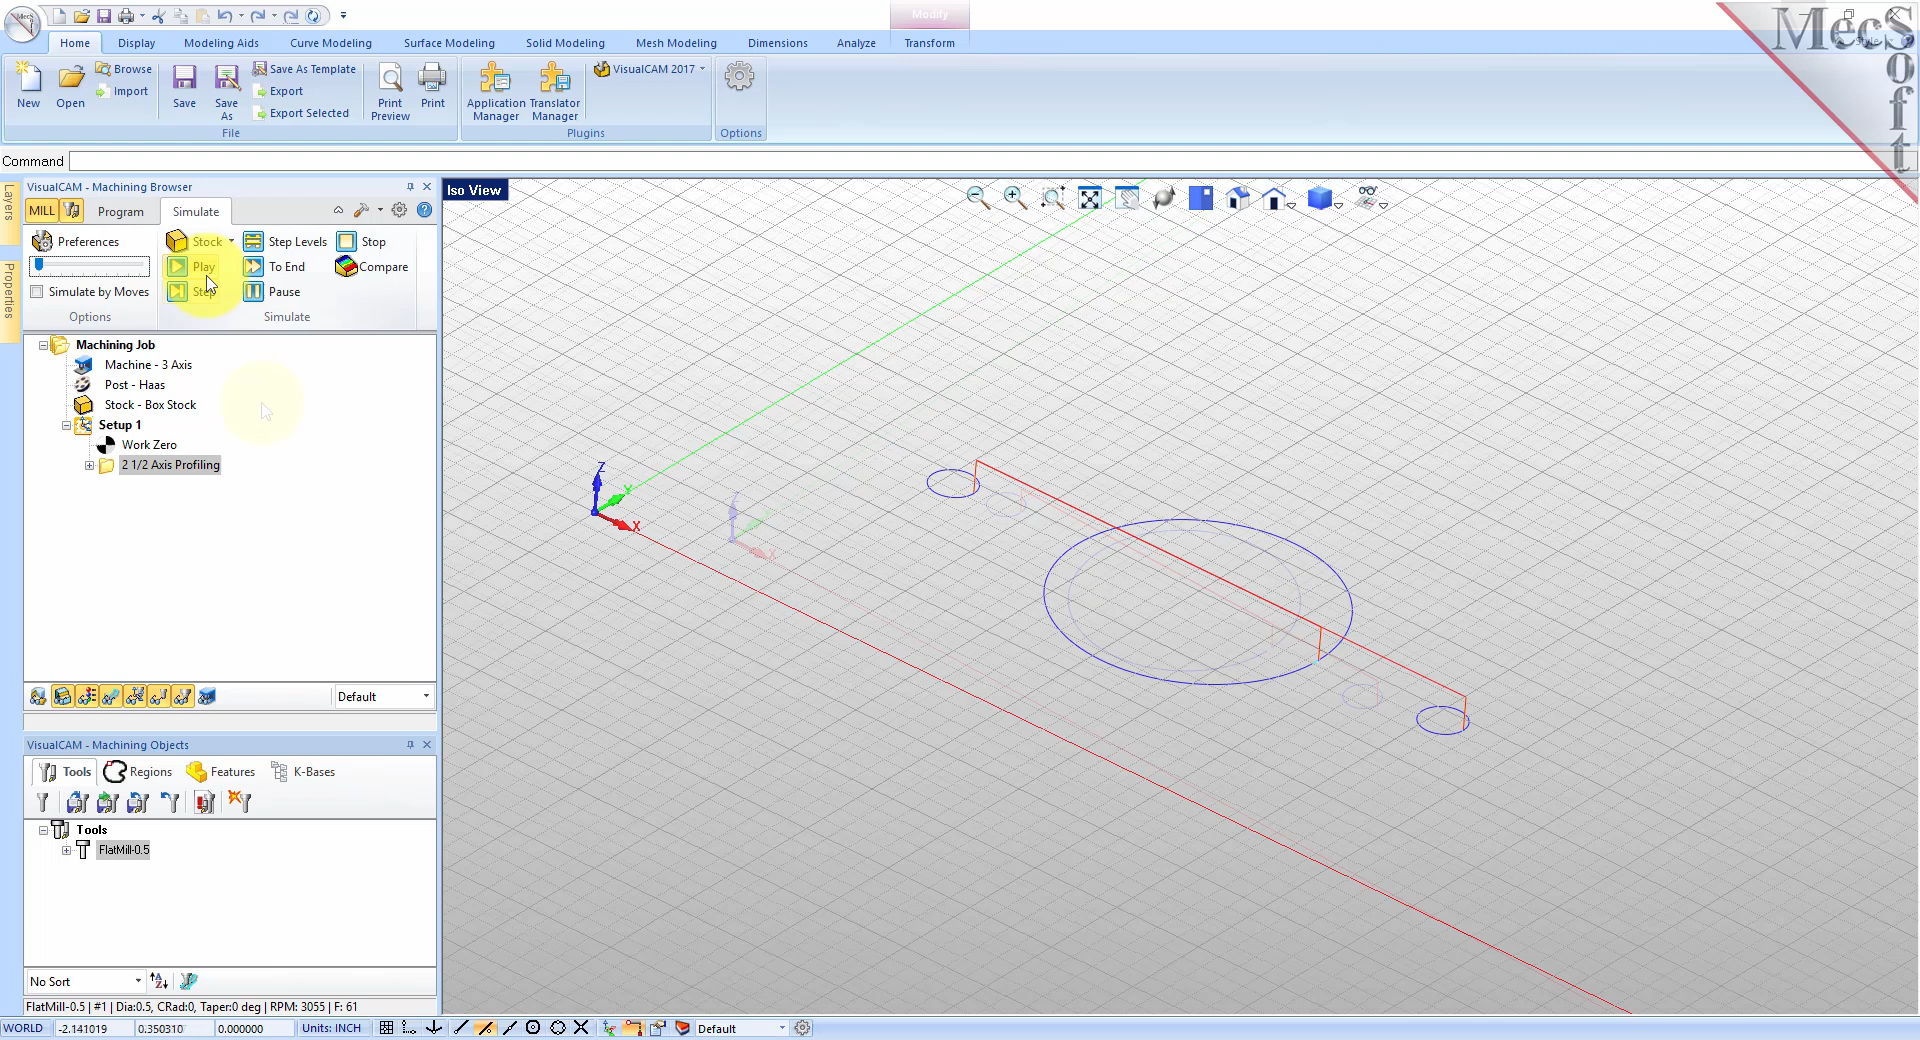 Modify
Home Display Modeling Aids Curve Modeling Surface Modeling Solid Modeling Mesh Modeling Dimensions Analyze Transform
MecSoft
New Open Browse Import Save Save As Save As Template Export Export Selected Print Preview Print
Application Manager Translator Manager VisualCAM 2017
File Plugins Options
Command
Layers
Properties
VisualCAM - Machining Browser
MILL Program Simulate
Preferences Stock Step Levels Stop
Play To End Compare
Simulate by Moves Step Pause
Options Simulate
Machining Job
Machine - 3 Axis
Post - Haas
Stock - Box Stock
Setup 1
Work Zero
2 1/2 Axis Profiling
Default
VisualCAM - Machining Objects
Tools Regions Features K-Bases
Tools
FlatMill-0.5
No Sort
FlatMill-0.5 | #1 | Dia:0.5, CRad:0, Taper:0 deg | RPM: 3055 | F: 61
Iso View
Z
Y
X
WORLD -2.141019 0.350310 0.000000 Units: INCH Default